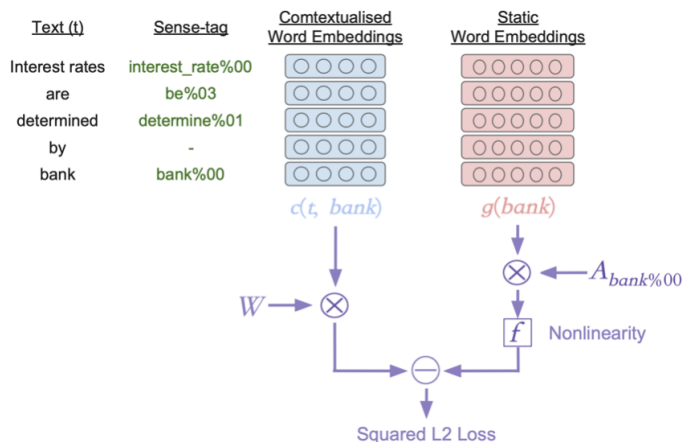 Text (t) Sense-tag Comtextualised Word Embeddings Static Word Embeddings
Interest rates interest_rate%00
are be%03
determined determine%01
by -
bank bank%00
c(t, bank) g(bank)
A_bank%00
W
f Nonlinearity
Squared L2 Loss